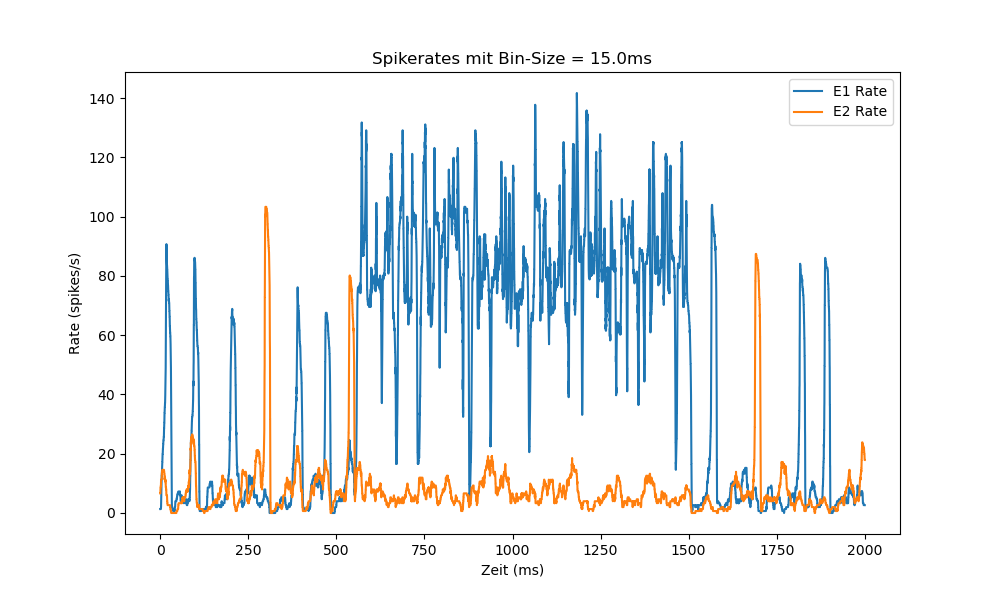 Spikerates mit Bin-Size = 15.0ms
E1 Rate
E2 Rate
140
120
100
80
60
40
20
0
Rate (spikes/s)
0 250 500 750 1000 1250 1500 1750 2000
Zeit (ms)